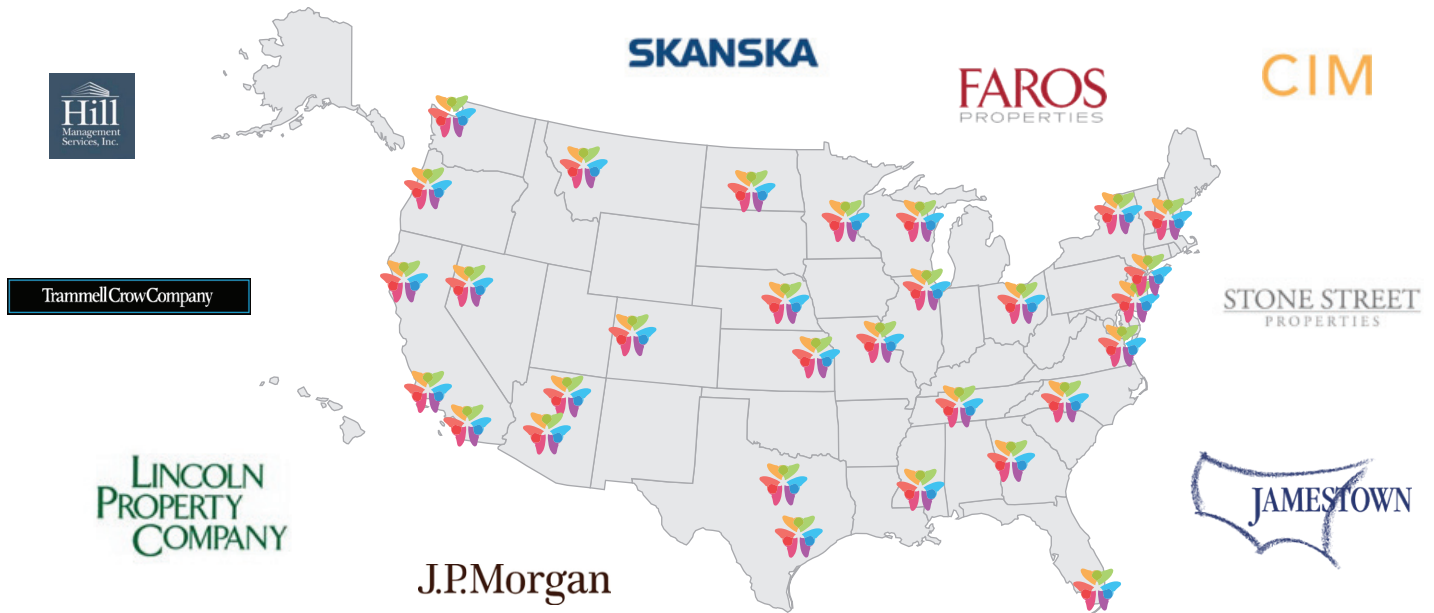 SKANSKA
FAROS
PROPERTIES
CIM
Hill
Management
Services, Inc.
TrammellCrowCompany
STONE STREET
PROPERTIES
LINCOLN
PROPERTY
COMPANY
JAMESTOWN
J.P.Morgan